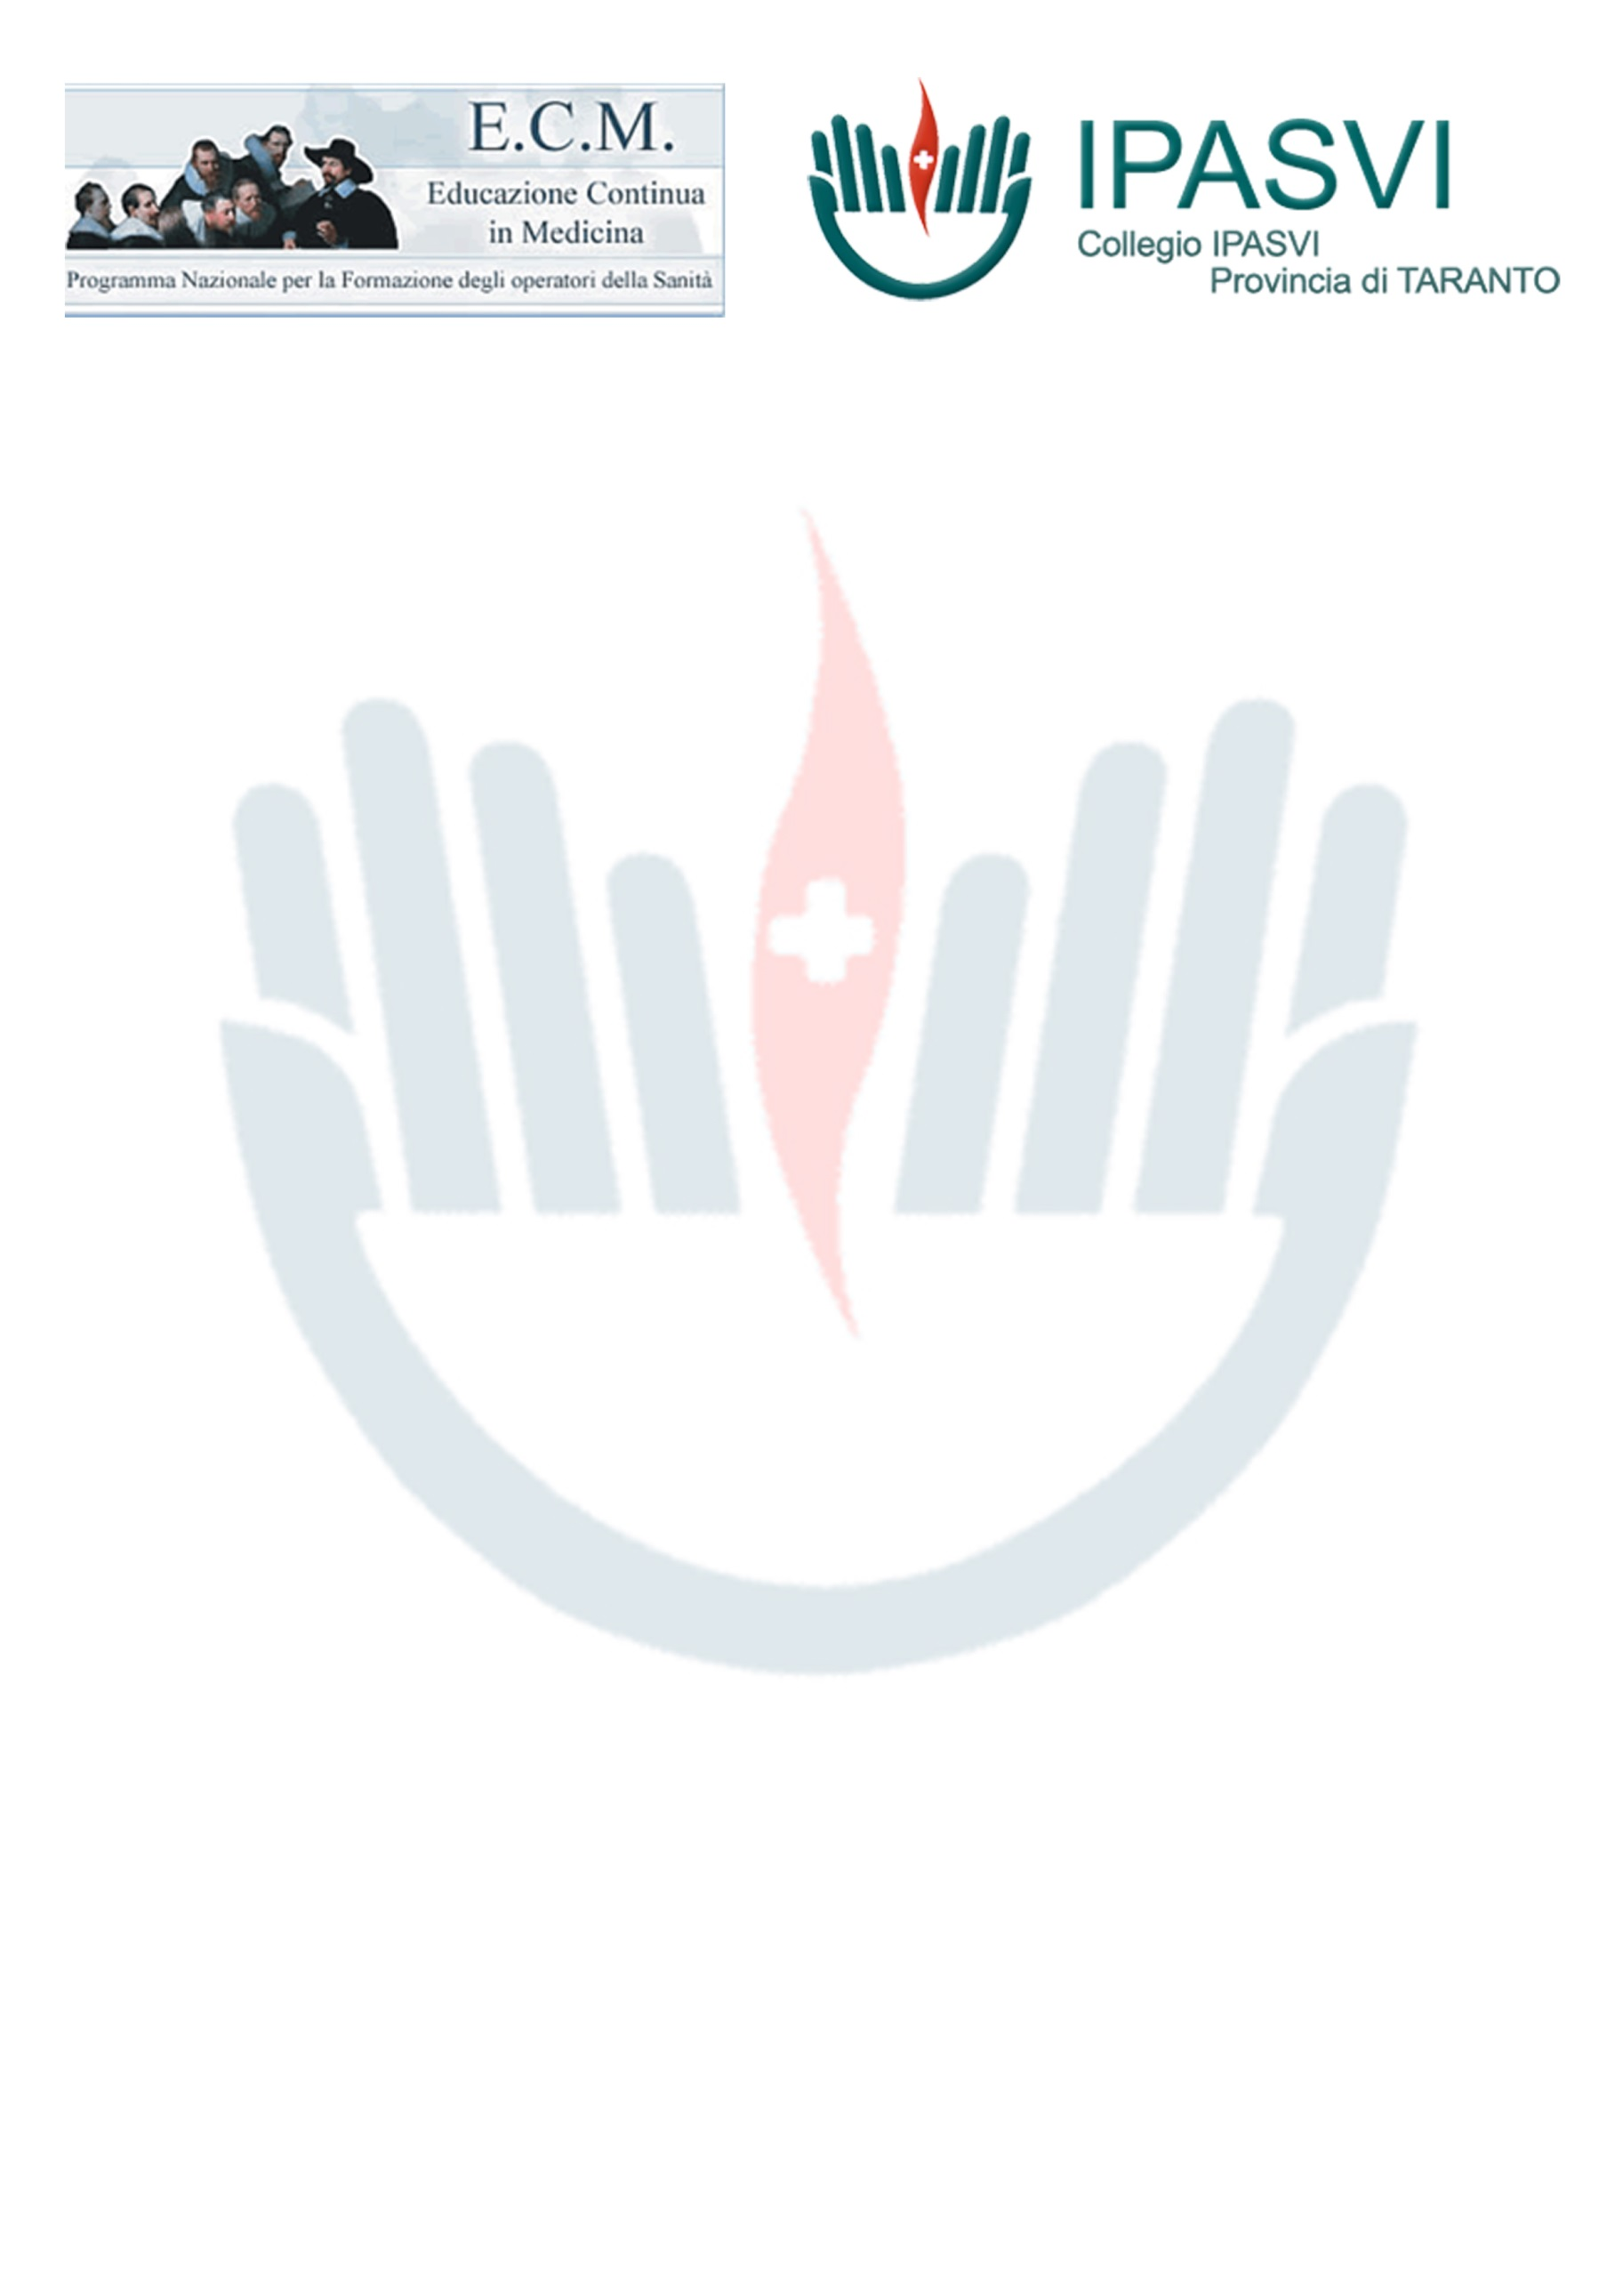 E.C.M.
Educazione Continua
in Medicina
Programma Nazionale per la Formazione degli operatori della Sanità
IPASVI
Collegio IPASVI
Provincia di TARANTO